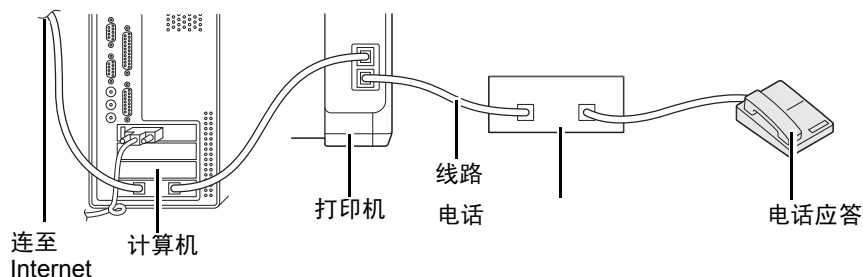 连至
Internet
计算机
打印机
线路
电话
电话应答